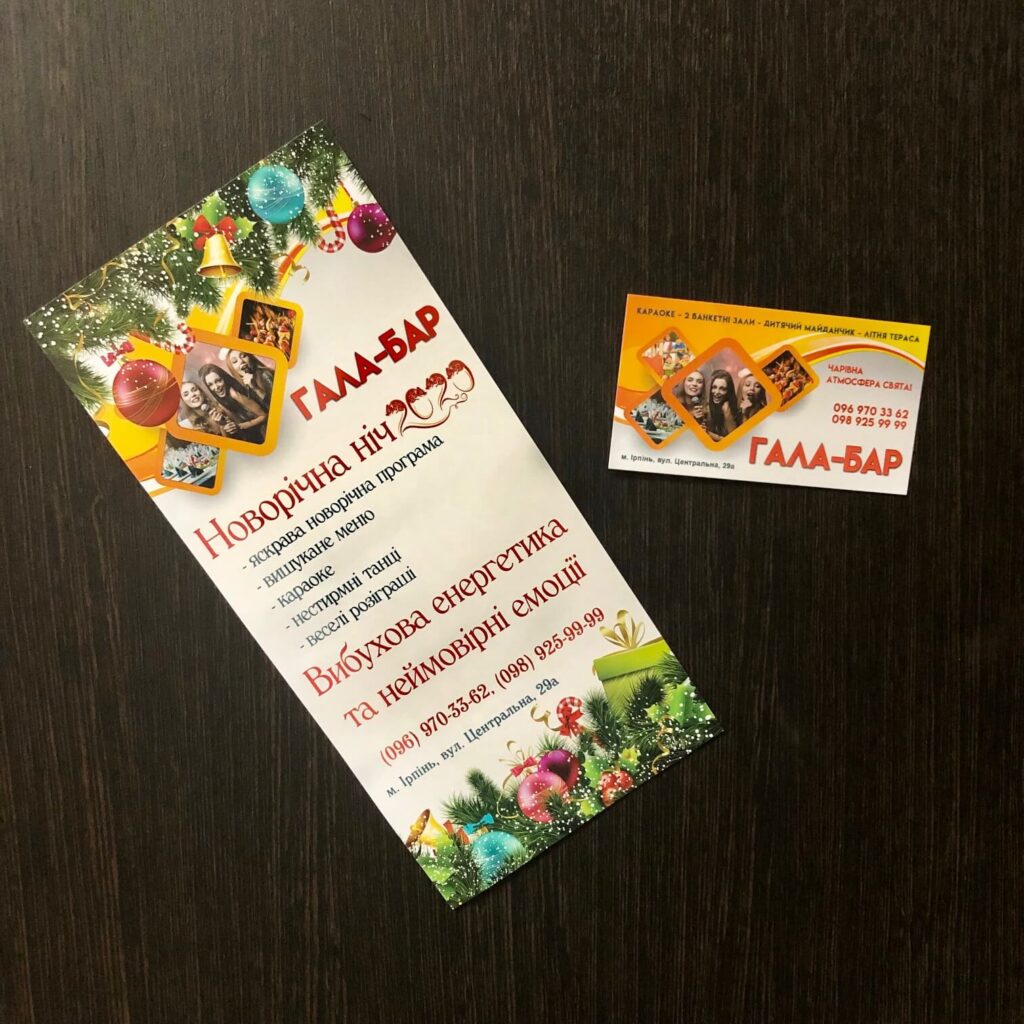 ГАЛА-БАР
Новорічна ніч 2020
- яскрава новорічна програма
- вишукане меню
- караоке
- нестирмні танці
- веселі розіграші
Вибухова енергетика
та неймовірні емоції
(096) 970-33-62, (098) 925-99-99
м. Ірпінь, вул. Центральна, 29а
КАРАОКЕ - 2 БАНКЕТНІ ЗАЛИ - ДИТЯЧИЙ МАЙДАНЧИК - ЛІТНЯ ТЕРАСА
ЧАРІВНА
АТМОСФЕРА СВЯТА!
096 970 33 62
098 925 99 99
ГАЛА-БАР
м. Ірпінь, вул. Центральна, 29а